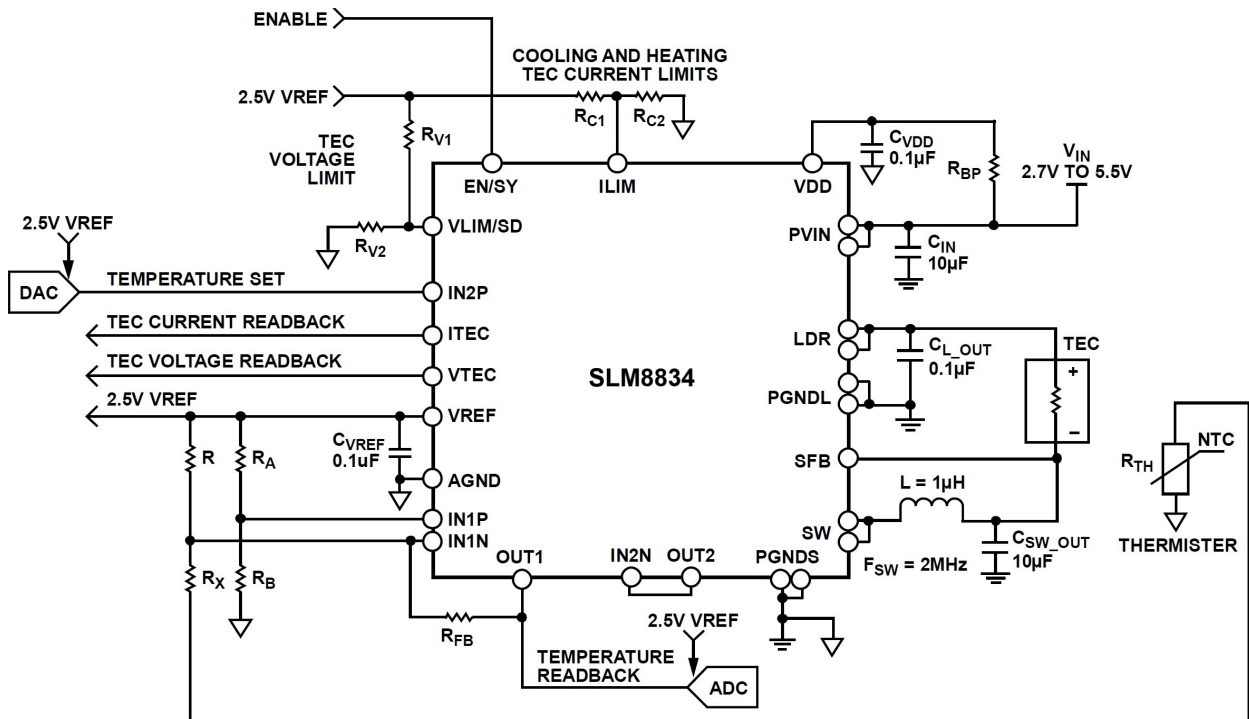 ENABLE
COOLING AND HEATING
TEC CURRENT LIMITS
2.5V VREF
RC1
RC2
RV1
TEC
VOLTAGE
LIMIT
CVDD
0.1µF
RBP
VIN
2.7V TO 5.5V
EN/SY
ILIM
VDD
2.5V VREF
RV2
VLIM/SD
PVIN
CIN
10µF
DAC
TEMPERATURE SET
IN2P
TEC CURRENT READBACK
ITEC
LDR
CL_OUT
0.1µF
TEC
+
−
TEC VOLTAGE READBACK
VTEC
SLM8834
PGNDL
2.5V VREF
VREF
R
RA
CVREF
0.1uF
SFB
RTH
NTC
AGND
L = 1µH
IN1P
IN1N
SW
CSW_OUT
10µF
THERMISTER
RX
RB
OUT1
IN2N
OUT2
PGNDS
FSW = 2MHz
RFB
2.5V VREF
TEMPERATURE
READBACK
ADC